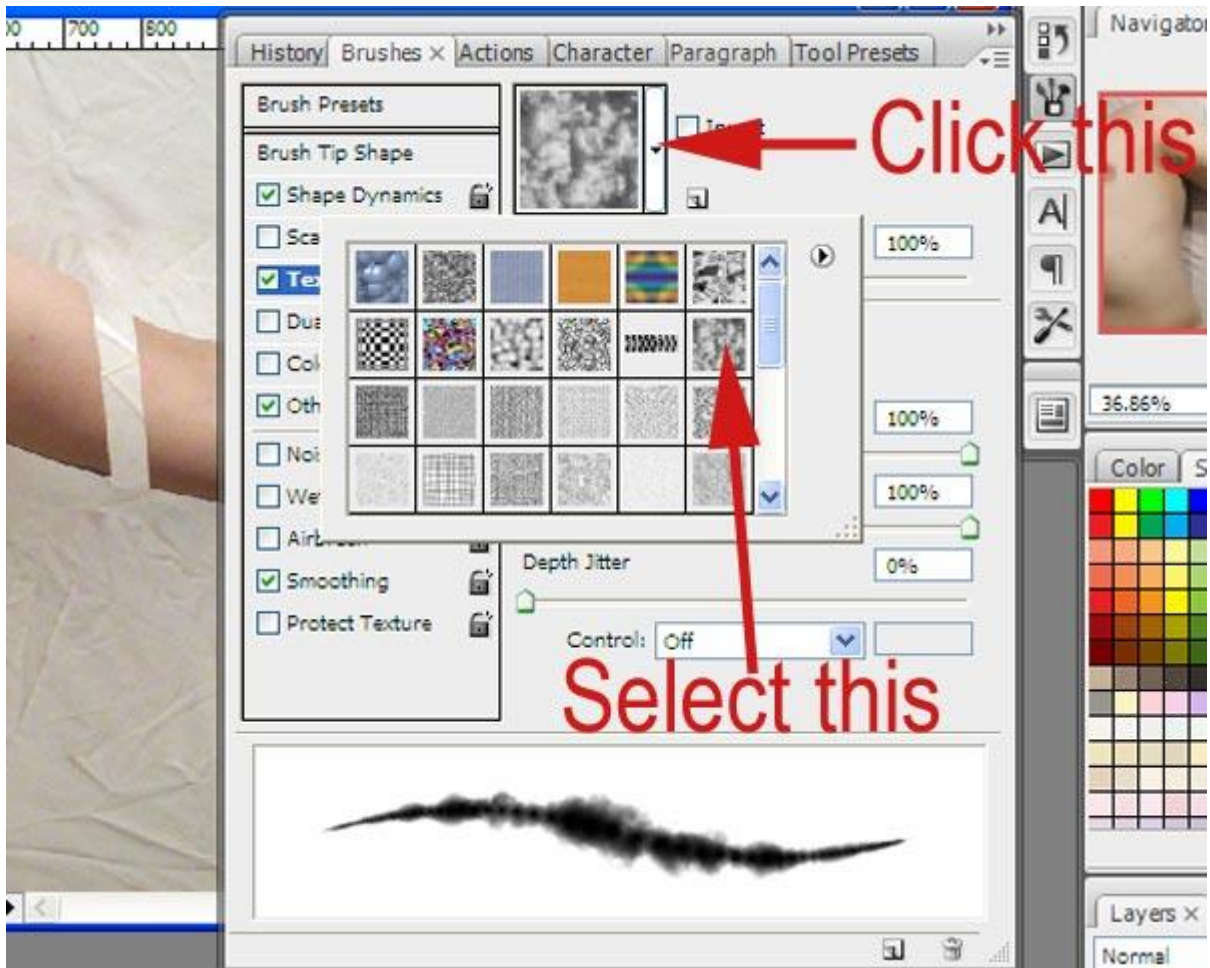 700 800
History Brushes × Actions Character Paragraph Tool Presets
Navigator
Brush Presets
Click this
Brush Tip Shape
Shape Dynamics
100%
36.86%
100%
Color
100%
Depth Jitter
0%
Smoothing
Protect Texture
Control: Off
Select this
Layers ×
Normal